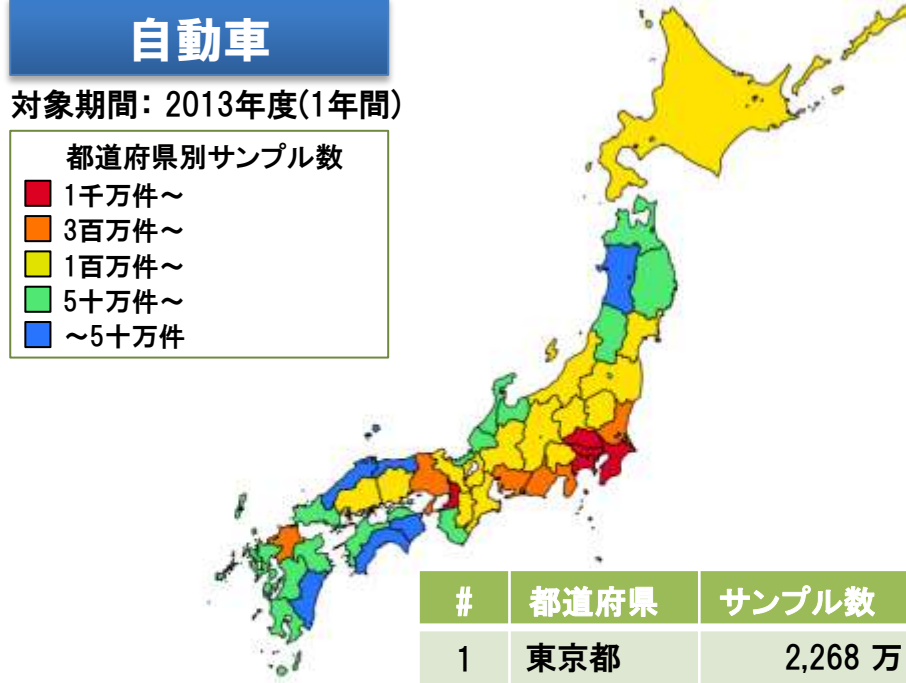 自動車
対象期間: 2013年度(1年間)
都道府県別サンプル数
1千万件～
3百万件～
1百万件～
5十万件～
～5十万件
# 都道府県 サンプル数
1 東京都 2,268 万